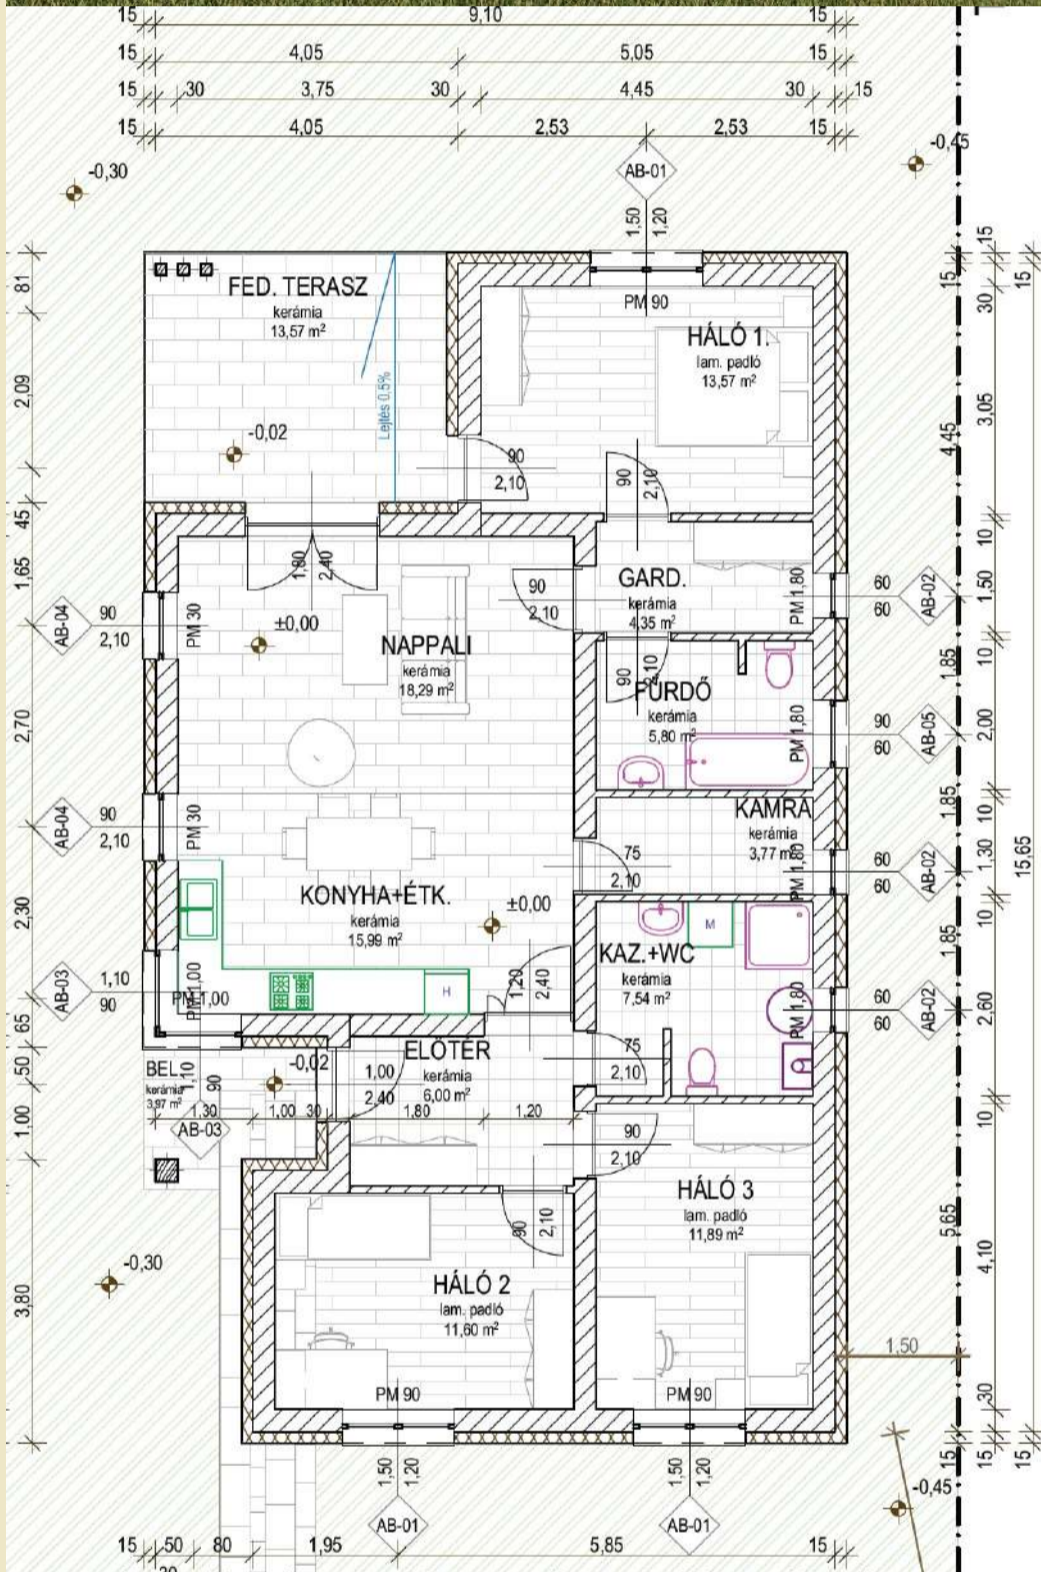 15 9,10 15
15 4,05 5,05 15
15 30 3,75 30 4,45 30 15
15 4,05 2,53 2,53 15
-0,30
-0,45
AB-01
1,50
1,20
PM 90
FED. TERASZ
kerámia
13,57 m²
HÁLÓ 1.
lam. padló
13,57 m²
Lejtés 0.5%
-0,02
90
2,10
90
2,10
81
2,09
45
1,65
2,70
2,30
65
50
1,00
3,80
1,80
2,40
±0,00
NAPPALI
kerámia
18,29 m²
90
2,10
GARD.
kerámia
4,35 m²
PM 1,80
60
60
AB-02
AB-04
90
2,10
PM 30
90
2,10
FÜRDŐ
kerámia
5,80 m²
PM 1,80
90
60
AB-05
AB-04
90
2,10
PM 30
KAMRA
kerámia
3,77 m²
PM 1,80
75
2,10
60
60
AB-02
KONYHA+ÉTK.
kerámia
15,99 m²
±0,00
1,20
2,40
H
M
KAZ.+WC
kerámia
7,54 m²
PM 1,80
60
60
AB-02
AB-03
1,10
90
PM 1,00
PM 1,00
75
2,10
ELŐTÉR
kerámia
6,00 m²
-0,02
1,00
2,40
BEL.
kerámia
3,97 m²
1,10
90
1,30 1,00 30 1,80 1,20
AB-03
90
2,10
HÁLÓ 3
lam. padló
11,89 m²
90
2,10
HÁLÓ 2
lam. padló
11,60 m²
-0,30
PM 90
PM 90
1,50
1,20
AB-01
1,50
1,20
AB-01
15
15
15
30
3,05
4,45
10
1,50
10
1,85
2,00
1,85
10
1,30
10
1,85
2,60
10
5,65
4,10
30
15
15
15
15,65
1,50
-0,45
15 50 80 1,95 5,85 15